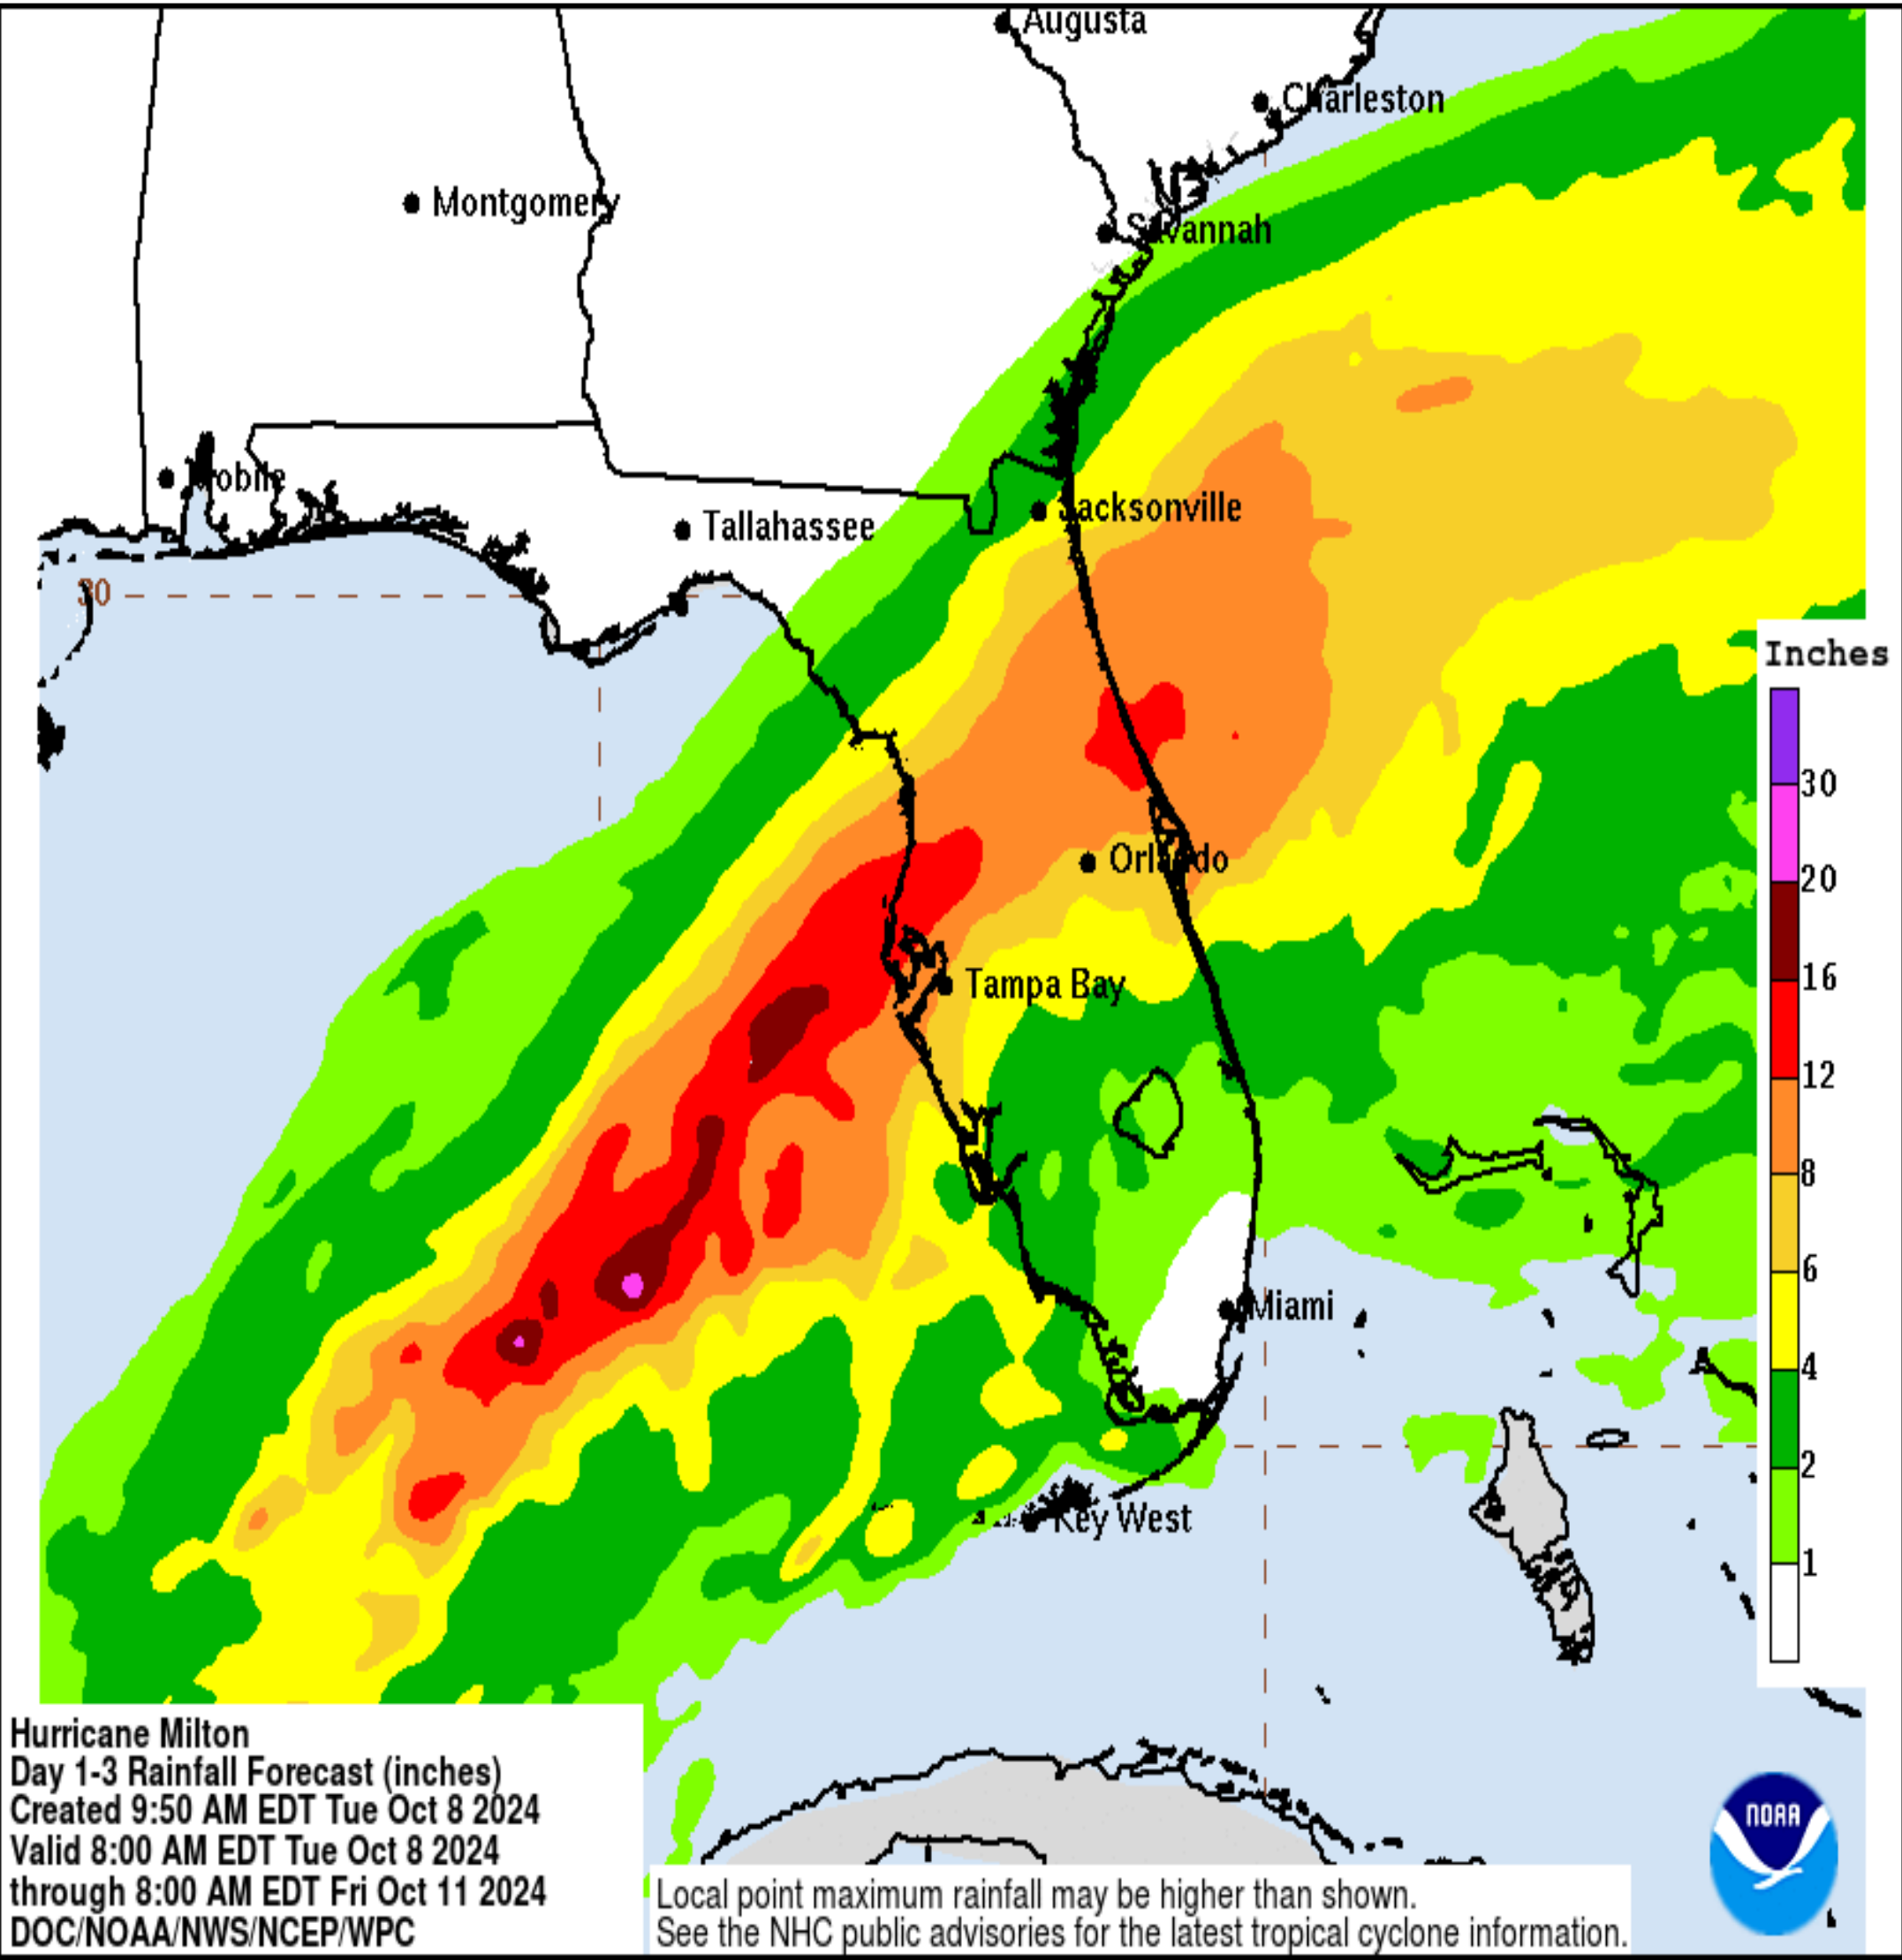 Augusta
Charleston
Montgomery
Savannah
Mobile
Jacksonville
Tallahassee
30
Inches
30
Orlando
20
Tampa Bay
16
12
8
6
Miami
4
2
Key West
1
Hurricane Milton
Day 1-3 Rainfall Forecast (inches)
Created 9:50 AM EDT Tue Oct 8 2024
Valid 8:00 AM EDT Tue Oct 8 2024
through 8:00 AM EDT Fri Oct 11 2024
DOC/NOAA/NWS/NCEP/WPC
NOAA
Local point maximum rainfall may be higher than shown.
See the NHC public advisories for the latest tropical cyclone information.